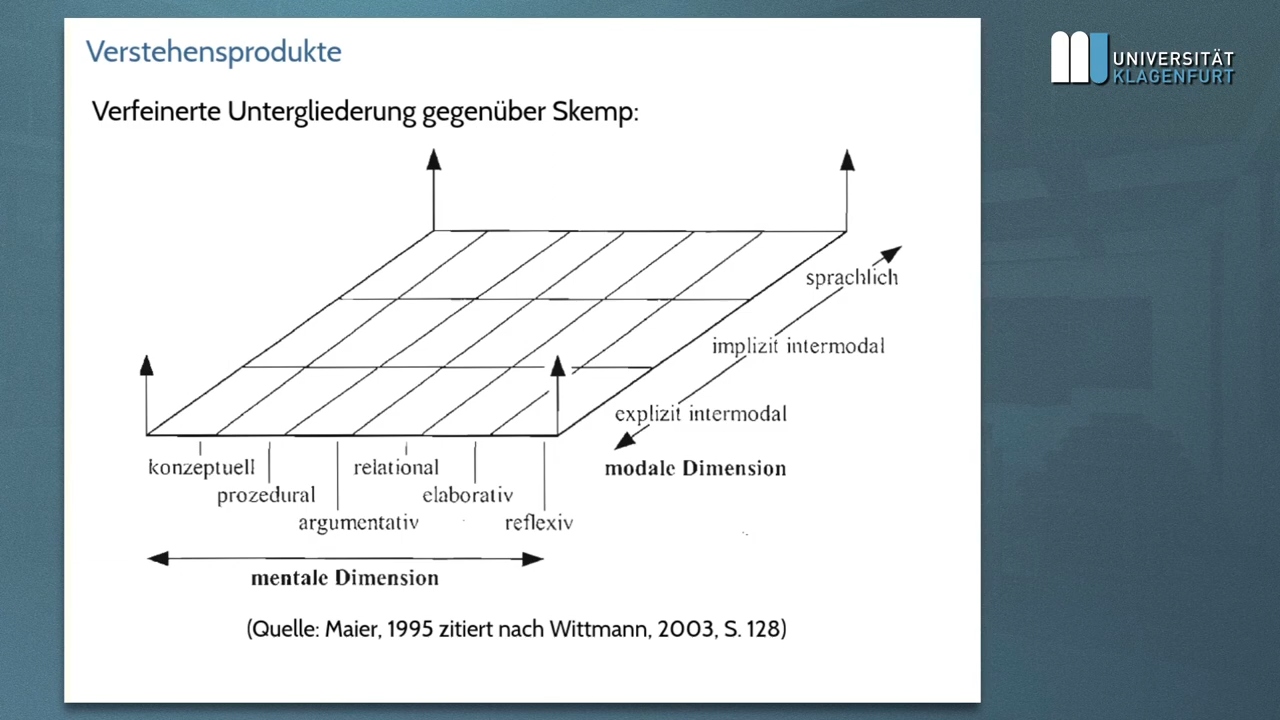 Verstehensprodukte
UNIVERSITÄT
KLAGENFURT
Verfeinerte Untergliederung gegenüber Skemp:
sprachlich
implizit intermodal
explizit intermodal
modale Dimension
konzeptuell
relational
prozedural
elaborativ
argumentativ
reflexiv
mentale Dimension
(Quelle: Maier, 1995 zitiert nach Wittmann, 2003, S. 128)